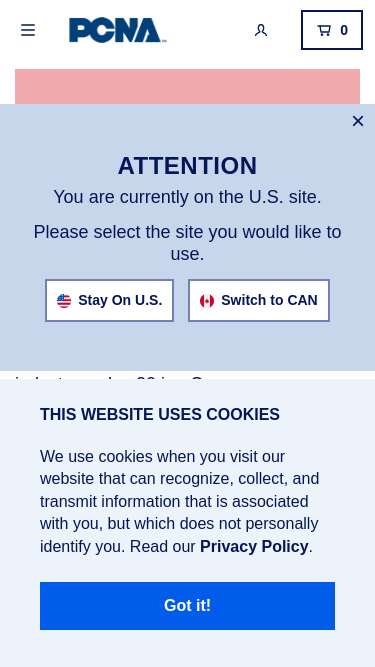 PCNA
0
ATTENTION
You are currently on the U.S. site.
Please select the site you would like to
use.
Stay On U.S.
Switch to CAN
THIS WEBSITE USES COOKIES
We use cookies when you visit our
website that can recognize, collect, and
transmit information that is associated
with you, but which does not personally
identify you. Read our Privacy Policy.
Got it!